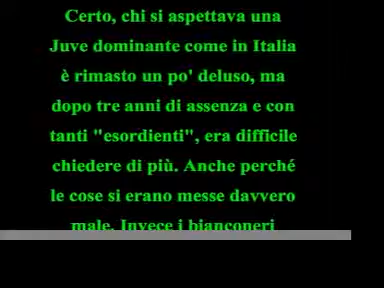 Certo, chi si aspettava una
Juve dominante come in Italia
è rimasto un po' deluso, ma
dopo tre anni di assenza e con
tanti "esordienti", era difficile
chiedere di più. Anche perché
le cose si erano messe davvero
male. Invece i bianconeri